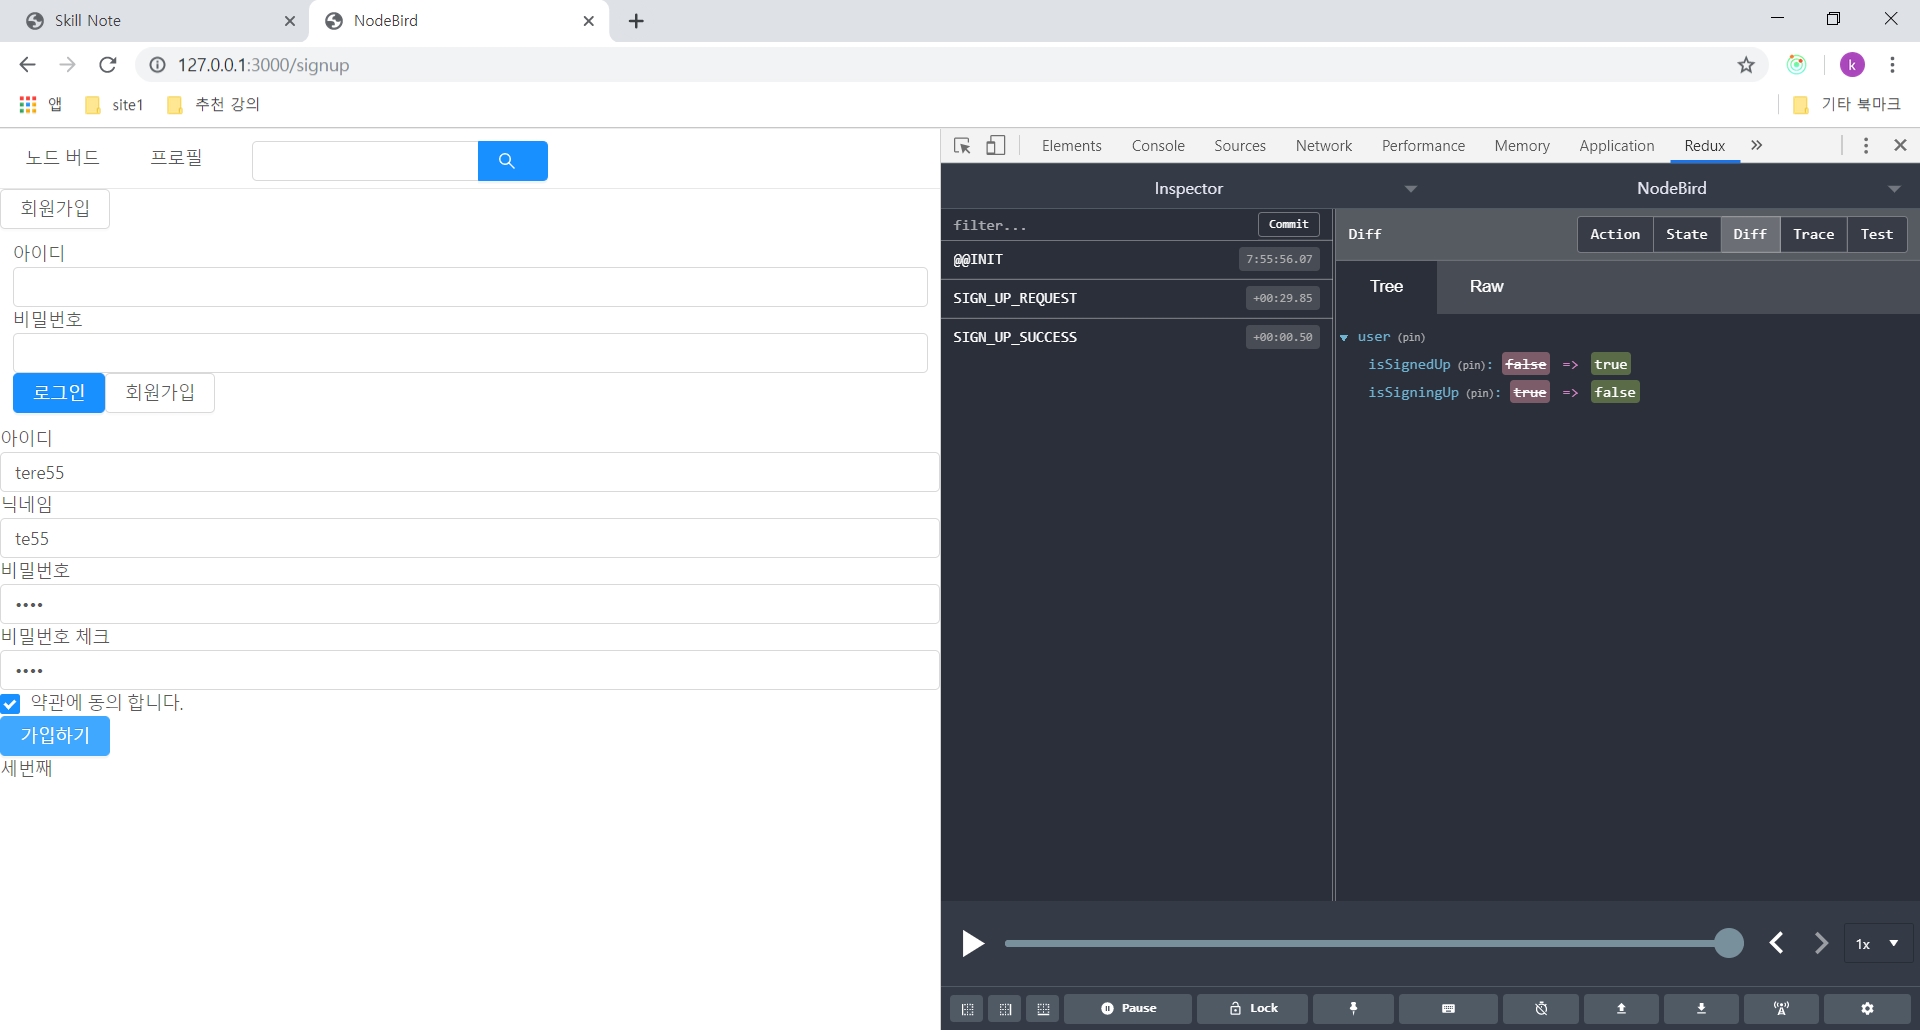 Skill Note
NodeBird
127.0.0.1:3000/signup
k
앱
site1
추천 강의
기타 북마크
노드 버드
프로필
회원가입
아이디
비밀번호
로그인
회원가입
아이디
tere55
닉네임
te55
비밀번호
••••
비밀번호 체크
••••
약관에 동의 합니다.
가입하기
세번째
Elements
Console
Sources
Network
Performance
Memory
Application
Redux
»
Inspector
NodeBird
filter...
Commit
@@INIT 7:55:56.07
SIGN_UP_REQUEST +00:29.85
SIGN_UP_SUCCESS +00:00.50
Diff
Action
State
Diff
Trace
Test
Tree
Raw
user (pin)
isSignedUp (pin): false => true
isSigningUp (pin): true => false
1x
Pause
Lock